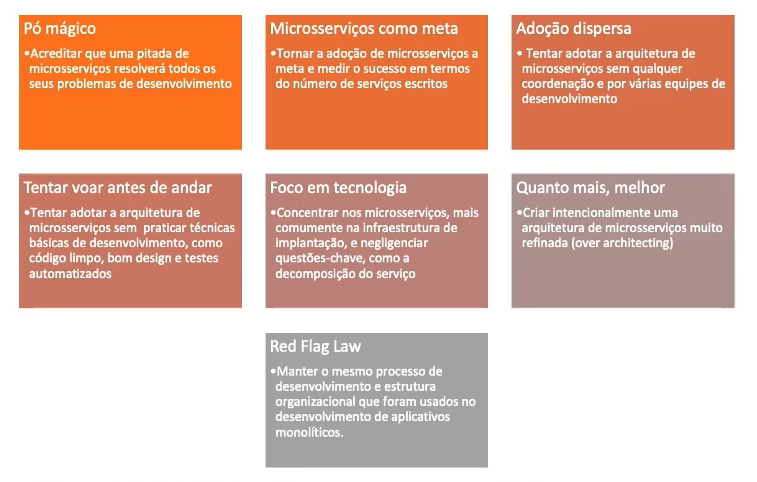 Pó mágico
•Acreditar que uma pitada de
microsserviços resolverá todos os
seus problemas de desenvolvimento
Microsserviços como meta
•Tornar a adoção de microsserviços a
meta e medir o sucesso em termos
do número de serviços escritos
Adoção dispersa
• Tentar adotar a arquitetura de
microsserviços sem qualquer
coordenação e por várias equipes de
desenvolvimento
Tentar voar antes de andar
•Tentar adotar a arquitetura de
microsserviços sem  praticar técnicas
básicas de desenvolvimento, como
código limpo, bom design e testes
automatizados
Foco em tecnologia
•Concentrar nos microsserviços, mais
comumente na infraestrutura de
implantação, e negligenciar
questões-chave, como a
decomposição do serviço
Quanto mais, melhor
•Criar intencionalmente uma
arquitetura de microsserviços muito
refinada (over architecting)
Red Flag Law
•Manter o mesmo processo de
desenvolvimento e estrutura
organizacional que foram usados no
desenvolvimento de aplicativos
monolíticos.